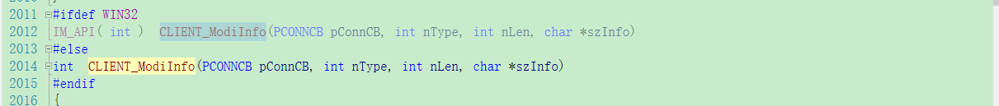 2011 #ifdef WIN32
2012 IM_API( int )  CLIENT_ModiInfo(PCONNCB pConnCB, int nType, int nLen, char *szInfo)
2013 #else
2014 int  CLIENT_ModiInfo(PCONNCB pConnCB, int nType, int nLen, char *szInfo)
2015 #endif
2016 {